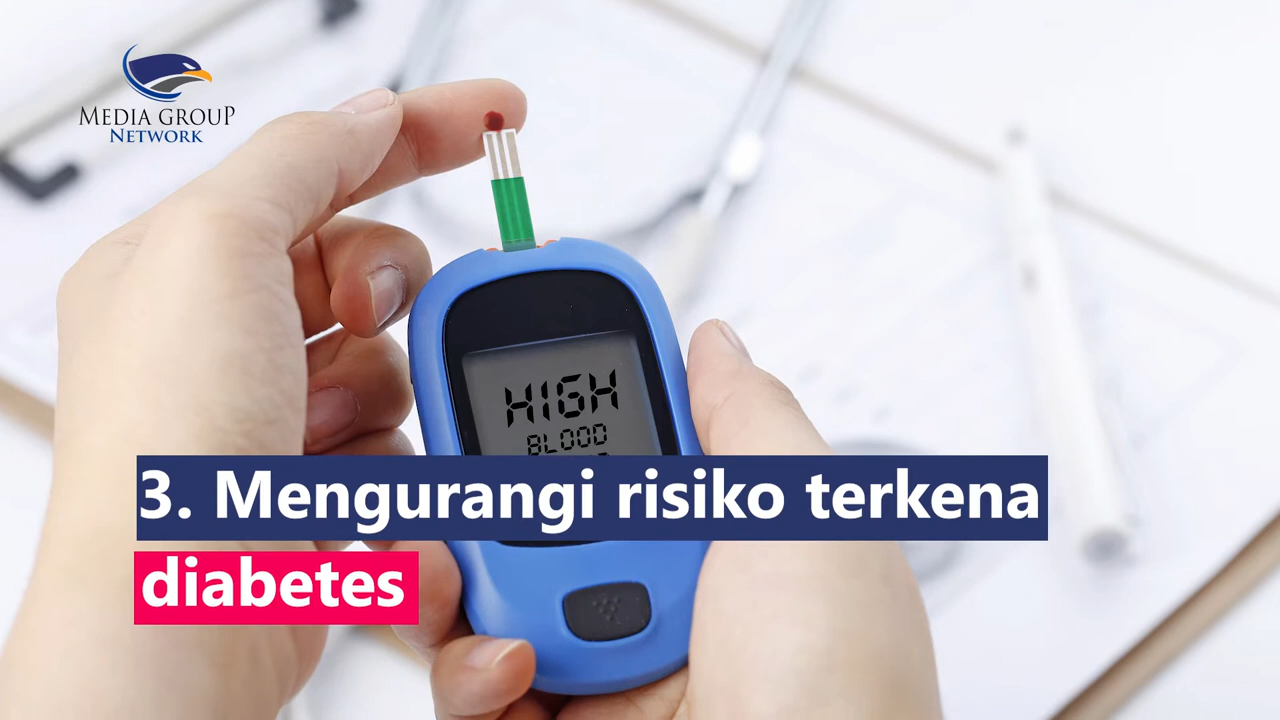 MEDIA GROUP
NETWORK
HIGH
BLOOD
3. Mengurangi risiko terkena
diabetes